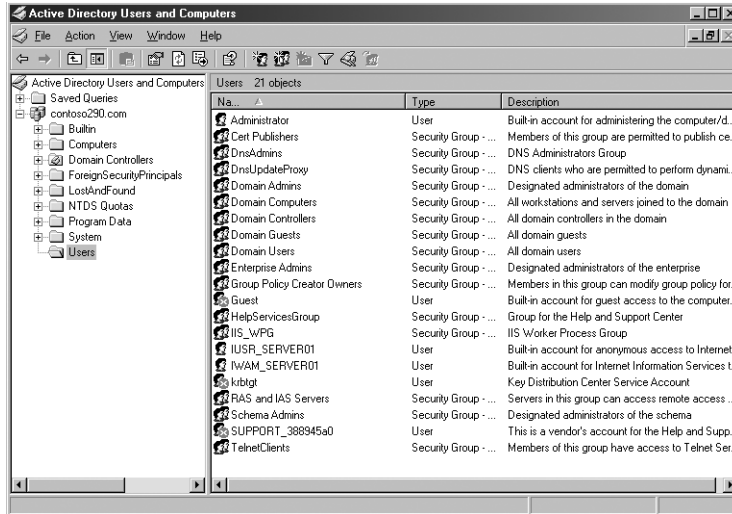 Active Directory Users and Computers
File Action View Window Help
Active Directory Users and Computers
Saved Queries
contoso290.com
Builtin
Computers
Domain Controllers
ForeignSecurityPrincipals
LostAndFound
NTDS Quotas
Program Data
System
Users
Users 21 objects
Na... Type Description
Administrator User Built-in account for administering the computer/d...
Cert Publishers Security Group - ... Members of this group are permitted to publish ce...
DnsAdmins Security Group - ... DNS Administrators Group
DnsUpdateProxy Security Group - ... DNS clients who are permitted to perform dynami...
Domain Admins Security Group - ... Designated administrators of the domain
Domain Computers Security Group - ... All workstations and servers joined to the domain
Domain Controllers Security Group - ... All domain controllers in the domain
Domain Guests Security Group - ... All domain guests
Domain Users Security Group - ... All domain users
Enterprise Admins Security Group - ... Designated administrators of the enterprise
Group Policy Creator Owners Security Group - ... Members in this group can modify group policy for
Guest User Built-in account for guest access to the computer
HelpServicesGroup Security Group - ... Group for the Help and Support Center
IIS_WPG Security Group - ... IIS Worker Process Group
IUSR_SERVER01 User Built-in account for anonymous access to Internet
IWAM_SERVER01 User Built-in account for Internet Information Services t
krbtgt User Key Distribution Center Service Account
RAS and IAS Servers Security Group - ... Servers in this group can access remote access ..
Schema Admins Security Group - ... Designated administrators of the schema
SUPPORT_388945a0 User This is a vendor's account for the Help and Supp.
TelnetClients Security Group - ... Members of this group have access to Telnet Ser